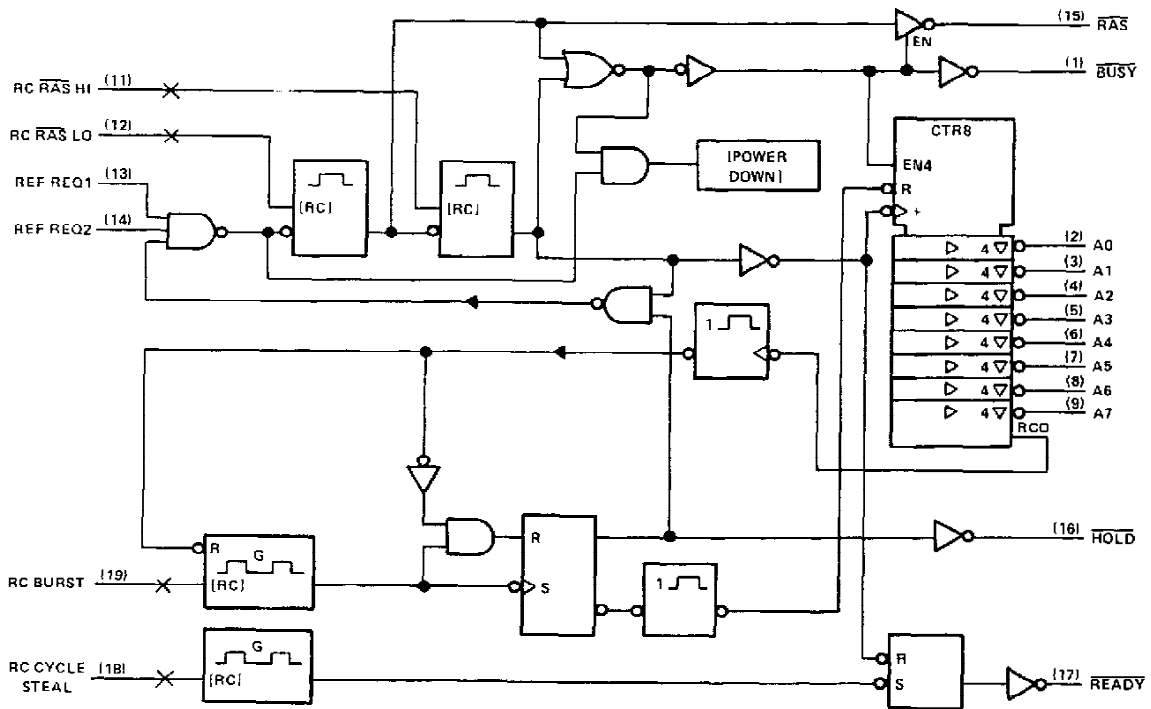 (15) RAS
EN
(1) BUSY
RC RAS HI (11)
RC RAS LO (12)
REF REQ1 (13)
REF REQ2 (14)
[RC]
[RC]
[POWER
DOWN]
CTR8
EN4
R
+
4 (2) A0
4 (3) A1
4 (4) A2
4 (5) A3
4 (6) A4
4 (7) A5
4 (8) A6
4 (9) A7
RCO
1
R
G
[RC]
RC BURST (19)
R
S
1
(16) HOLD
G
[RC]
RC CYCLE
STEAL (18)
R
S
(17) READY